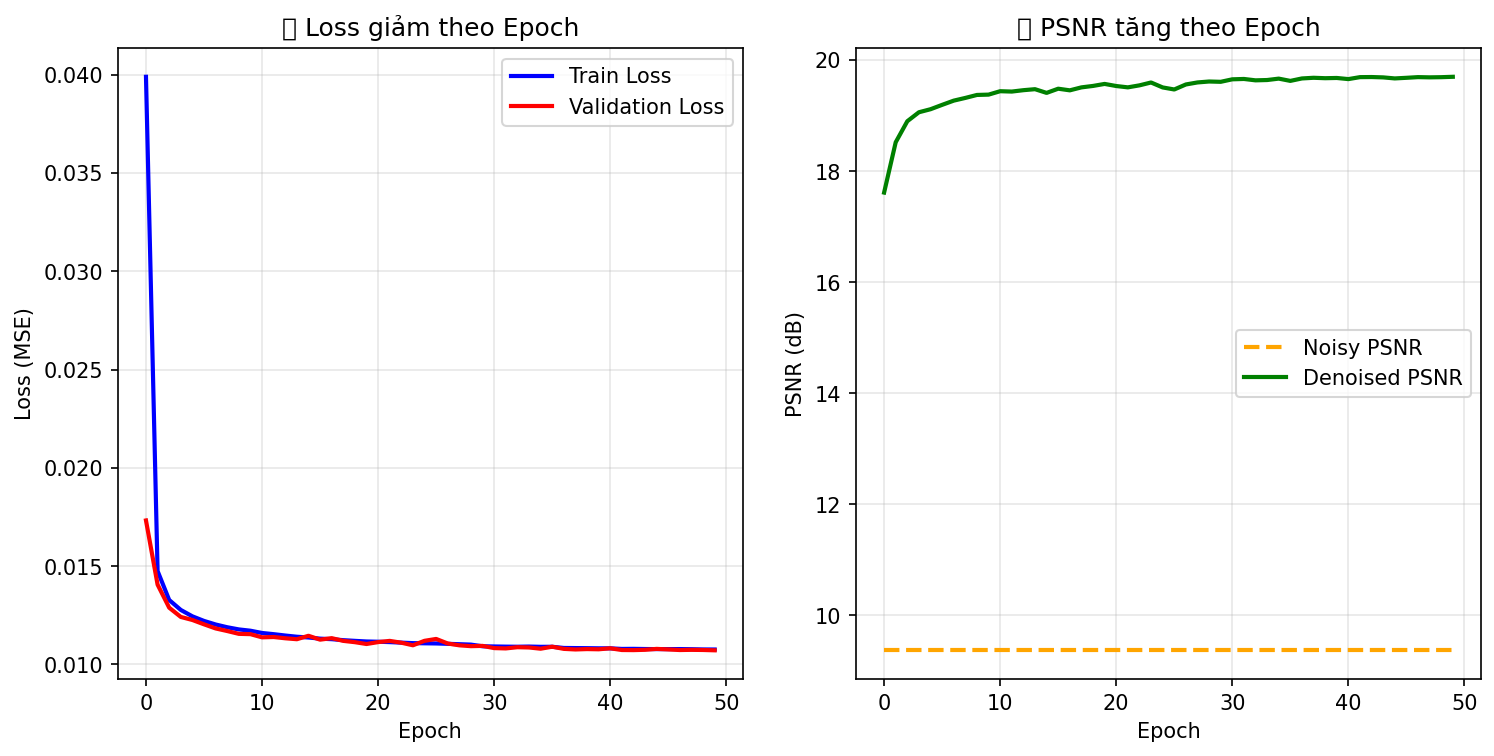 ▯ Loss giảm theo Epoch
Train Loss
Validation Loss
0.040
0.035
0.030
0.025
0.020
0.015
0.010
Loss (MSE)
0
10
20
30
40
50
Epoch
▯ PSNR tăng theo Epoch
20
18
16
14
12
10
PSNR (dB)
Noisy PSNR
Denoised PSNR
0
10
20
30
40
50
Epoch